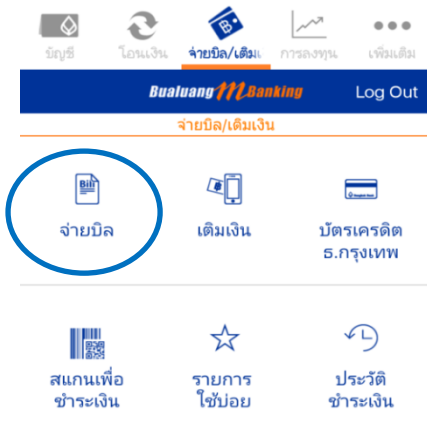 บัญชี โอนเงิน จ่ายบิล/เติมเ การลงทุน เพิ่มเติม
Bualuang mBanking Log Out
จ่ายบิล/เติมเงิน
Bill
จ่ายบิล เติมเงิน บัตรเครดิต
ธ.กรุงเทพ
สแกนเพื่อ รายการ ประวัติ
ชำระเงิน ใช้บ่อย ชำระเงิน